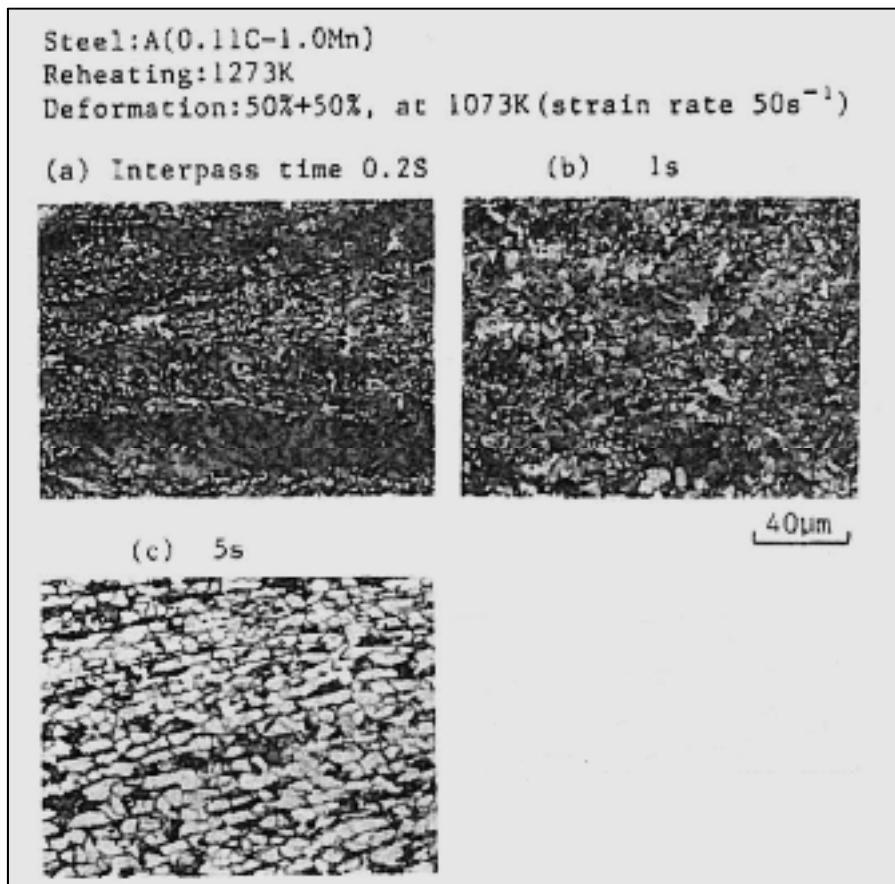 Steel:A(0.11C-1.0Mn)
Reheating:1273K
Deformation:50%+50%, at 1073K(strain rate 50s⁻¹)
(a) Interpass time 0.2S (b) 1s
40μm
(c) 5s